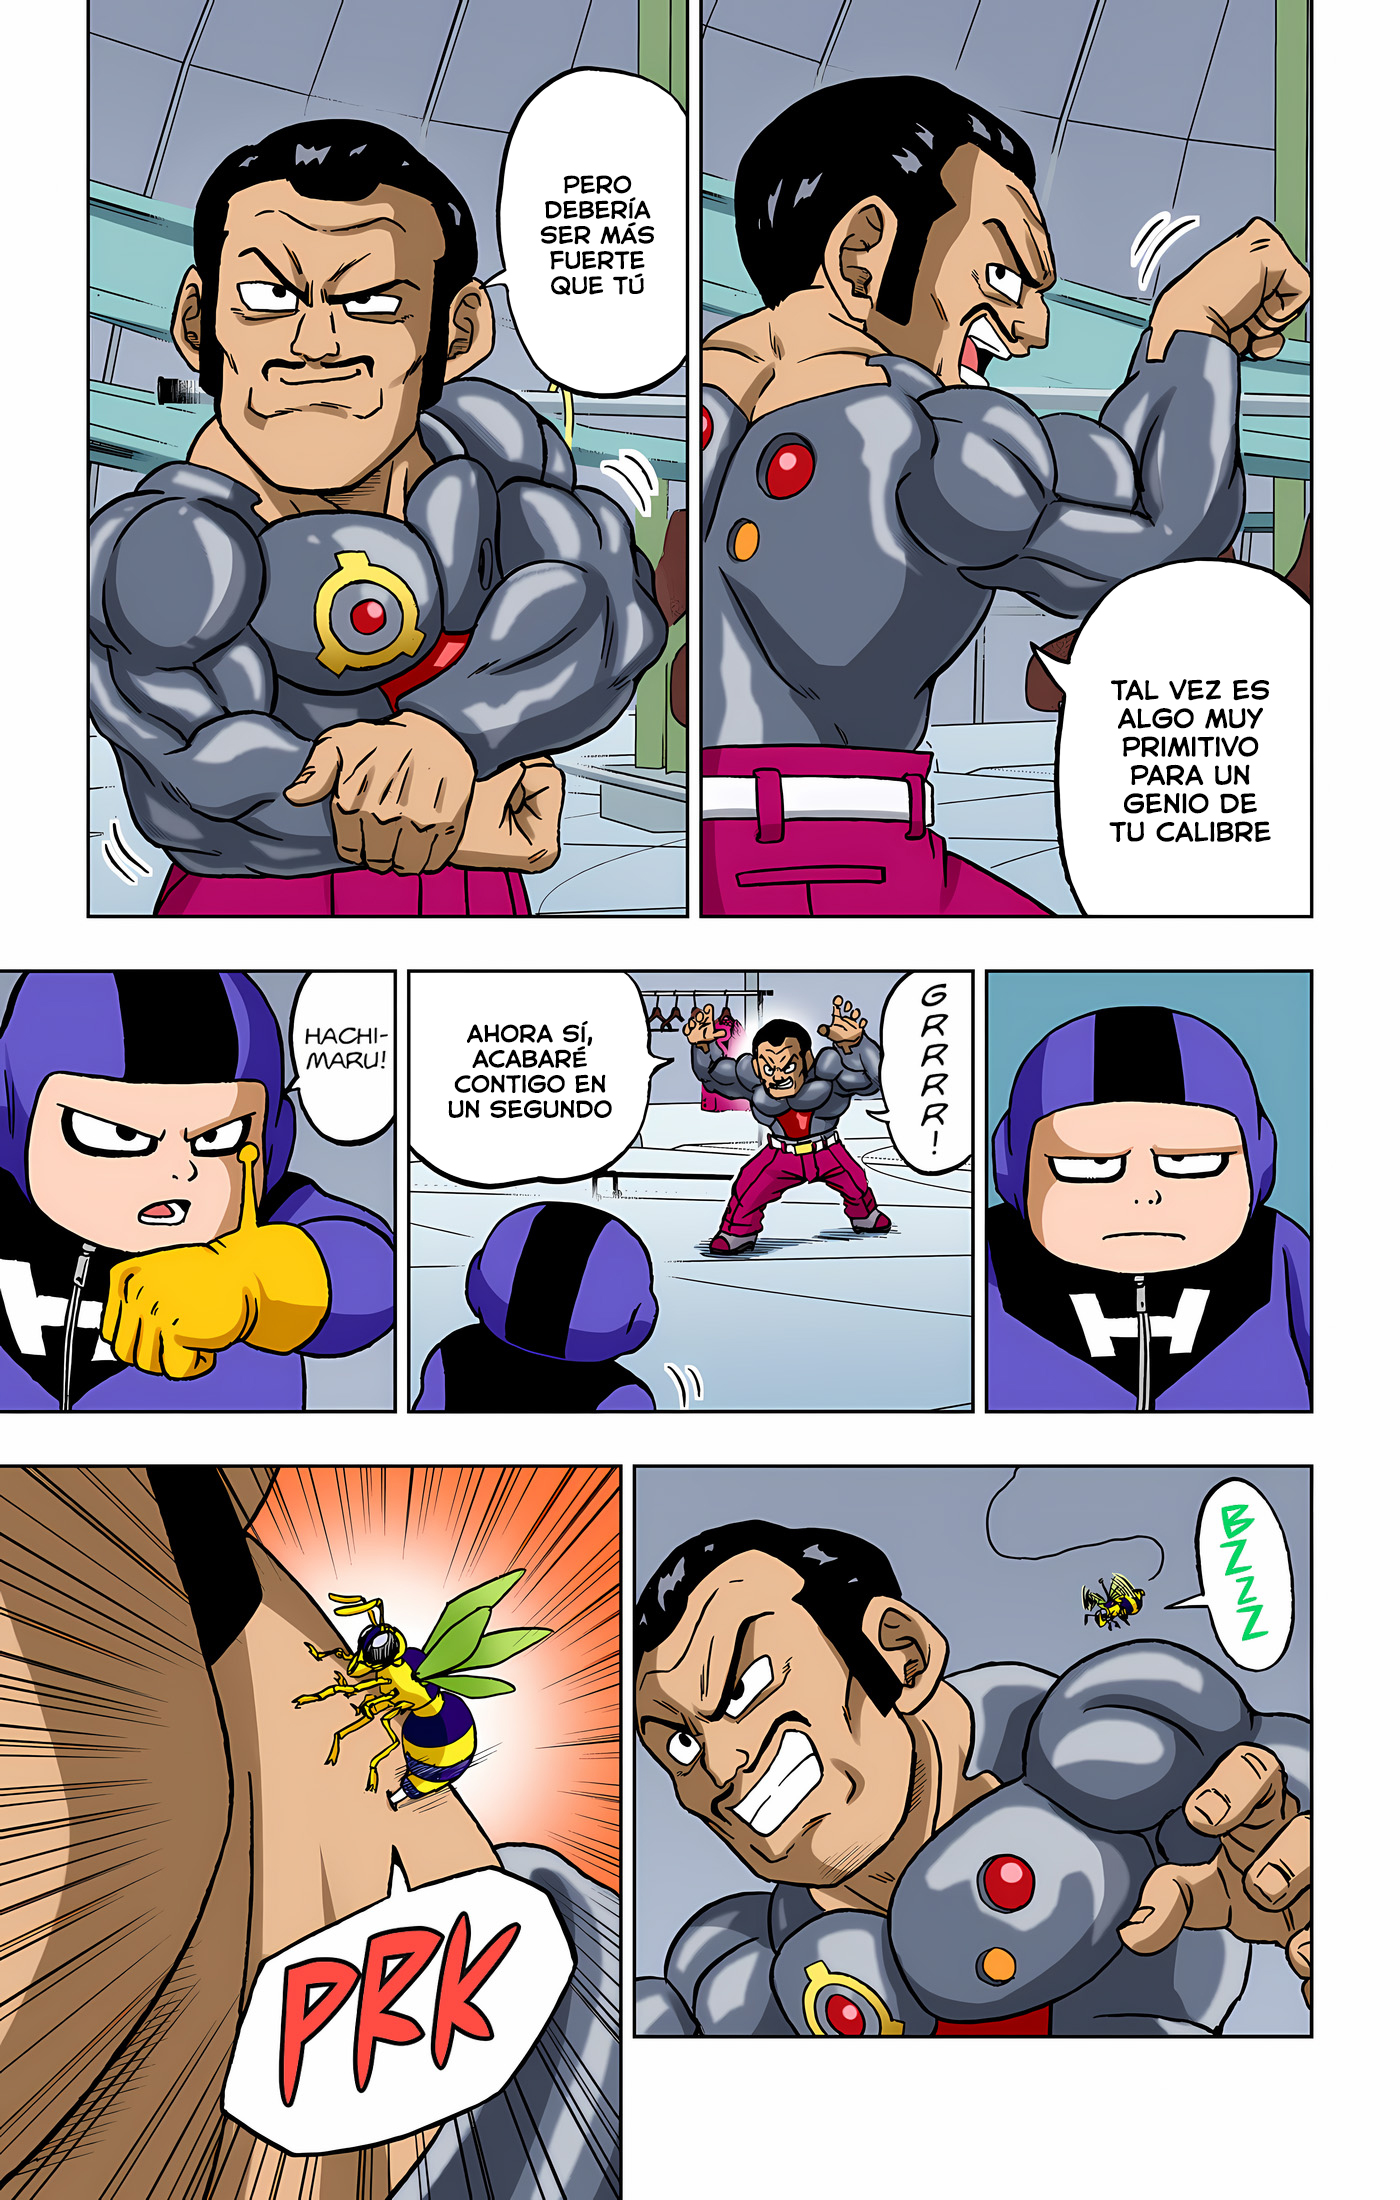 TAL VEZ ES
ALGO MUY
PRIMITIVO
PARA UN
GENIO DE
TU CALIBRE
PERO
DEBERÍA
SER MÁS
FUERTE
QUE TÚ
GRRRR!
AHORA SÍ,
ACABARÉ
CONTIGO EN
UN SEGUNDO
HACHI-
MARU!
H
H
BZZZ
PRK